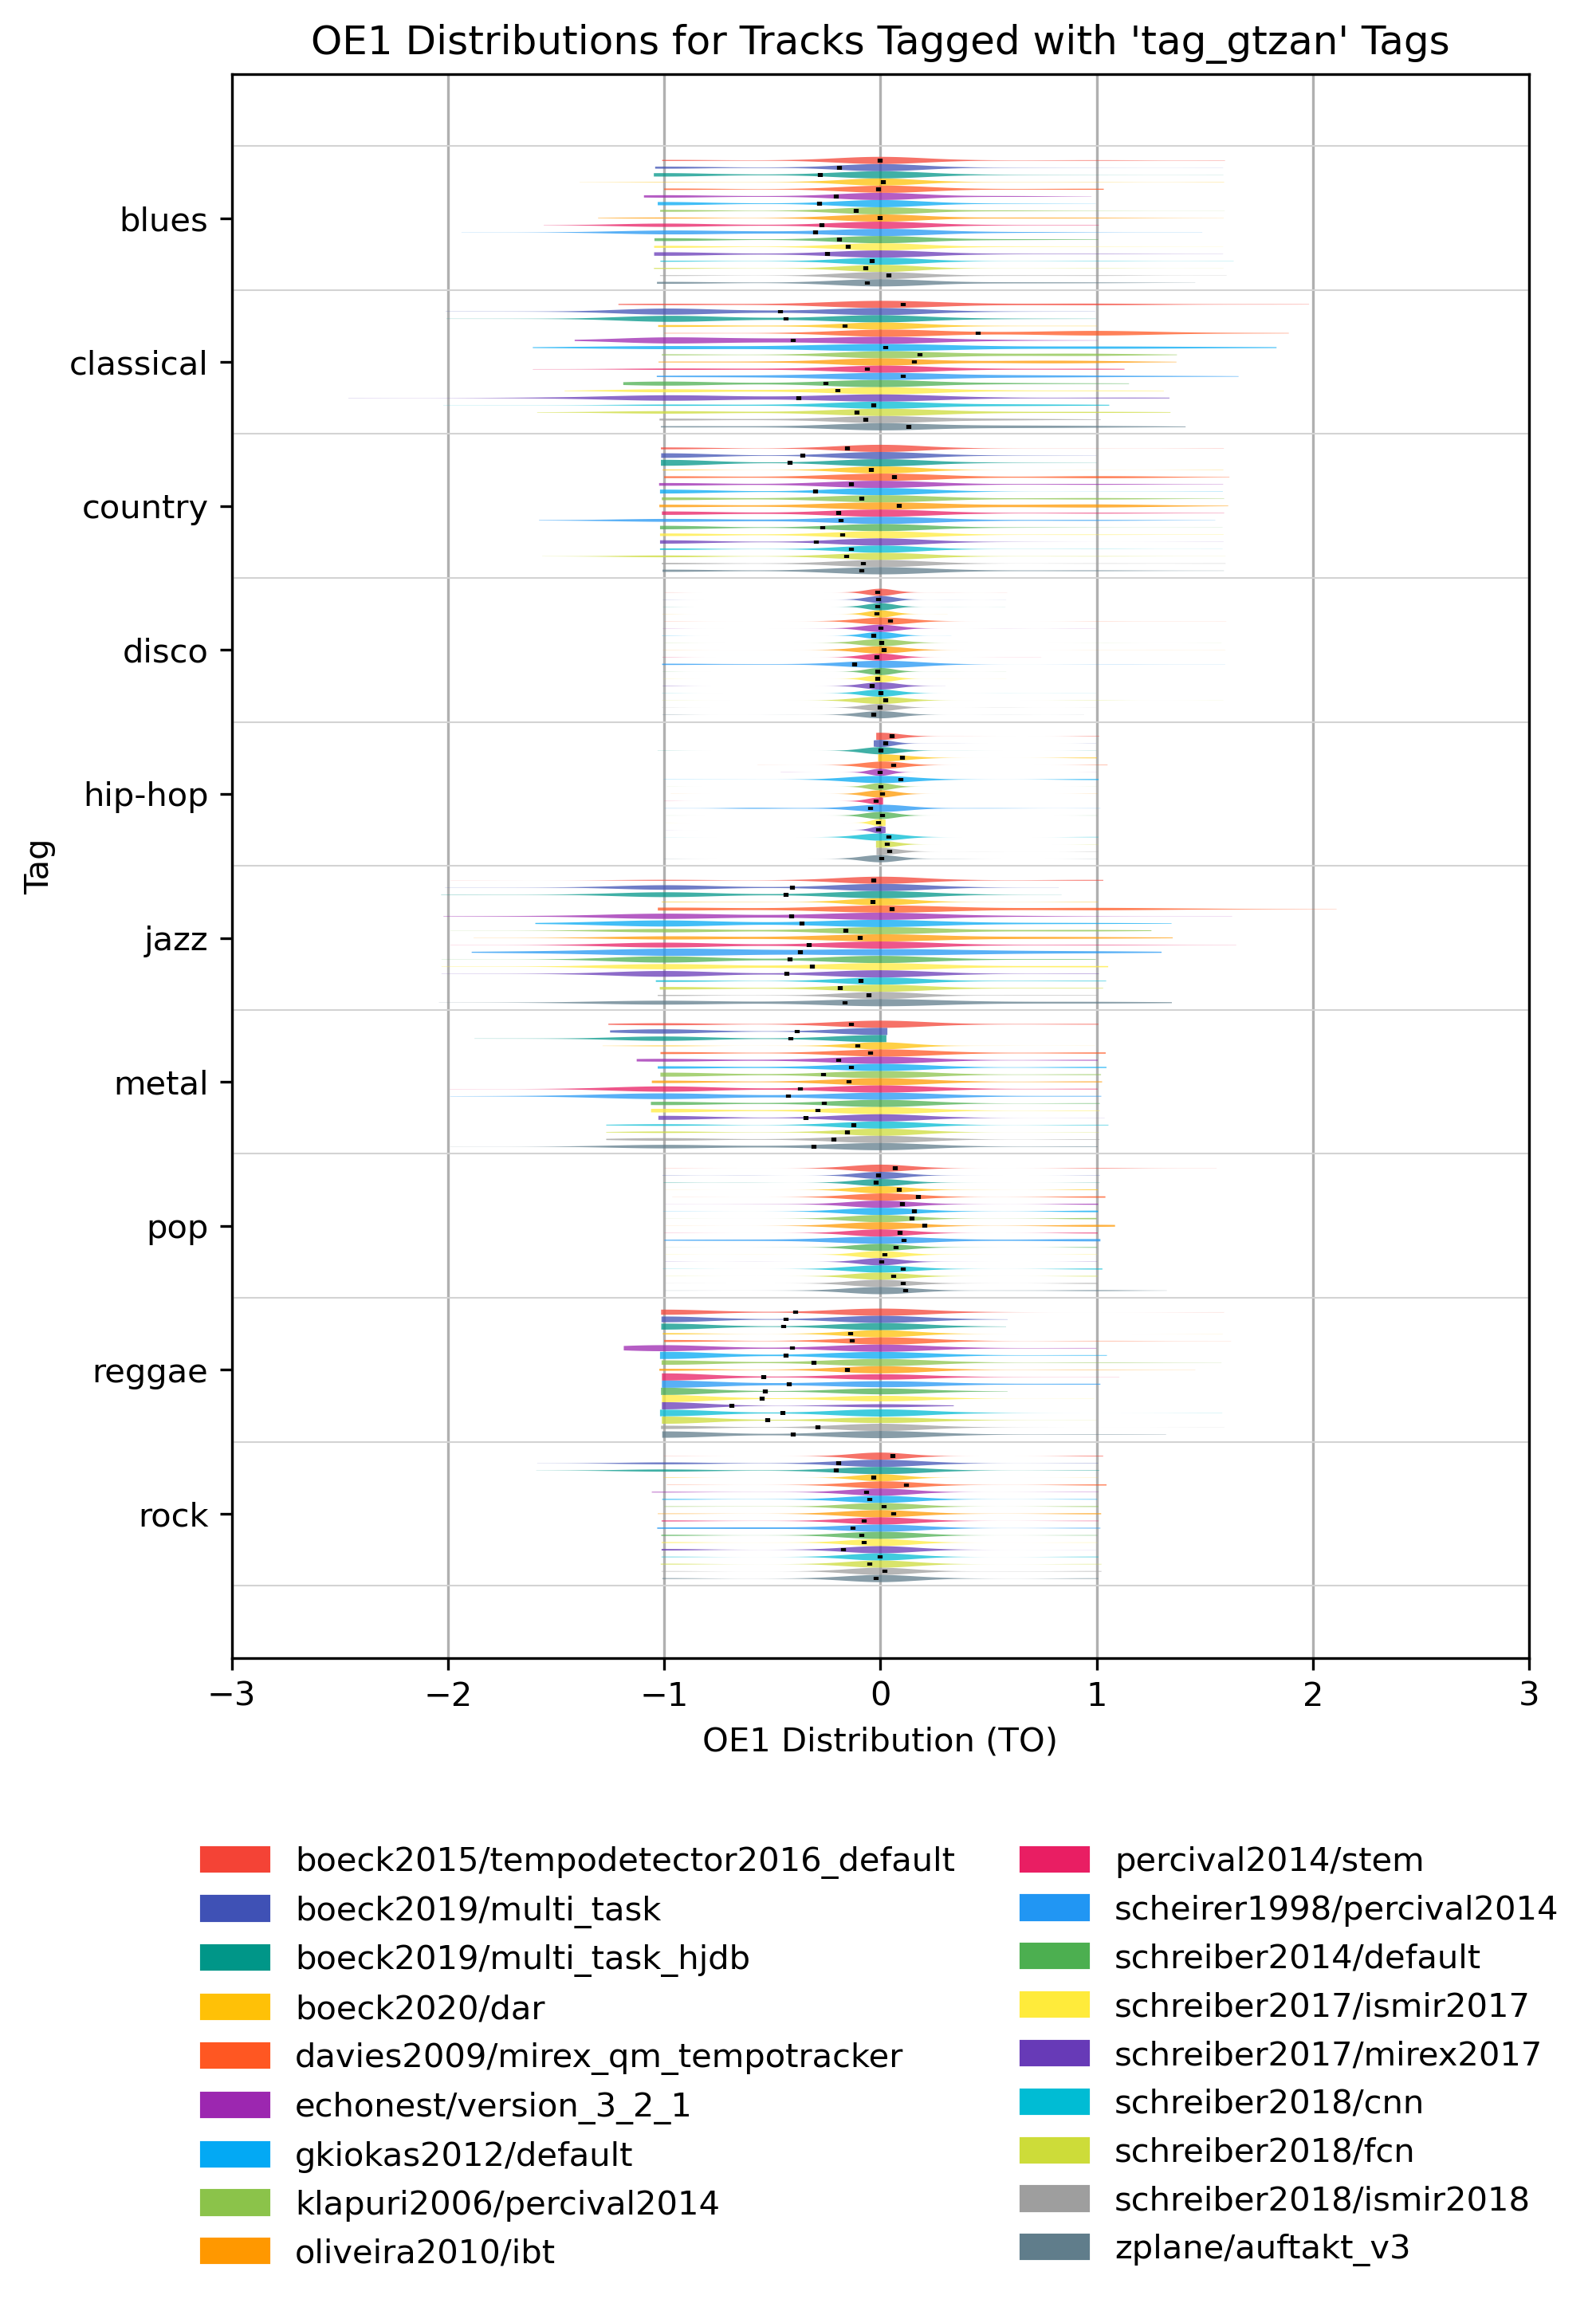 OE1 Distributions for Tracks Tagged with 'tag_gtzan' Tags
blues
classical
country
disco
hip-hop
jazz
metal
pop
reggae
rock
Tag
−3 −2 −1 0 1 2 3
OE1 Distribution (TO)
boeck2015/tempodetector2016_default
boeck2019/multi_task
boeck2019/multi_task_hjdb
boeck2020/dar
davies2009/mirex_qm_tempotracker
echonest/version_3_2_1
gkiokas2012/default
klapuri2006/percival2014
oliveira2010/ibt
percival2014/stem
scheirer1998/percival2014
schreiber2014/default
schreiber2017/ismir2017
schreiber2017/mirex2017
schreiber2018/cnn
schreiber2018/fcn
schreiber2018/ismir2018
zplane/auftakt_v3